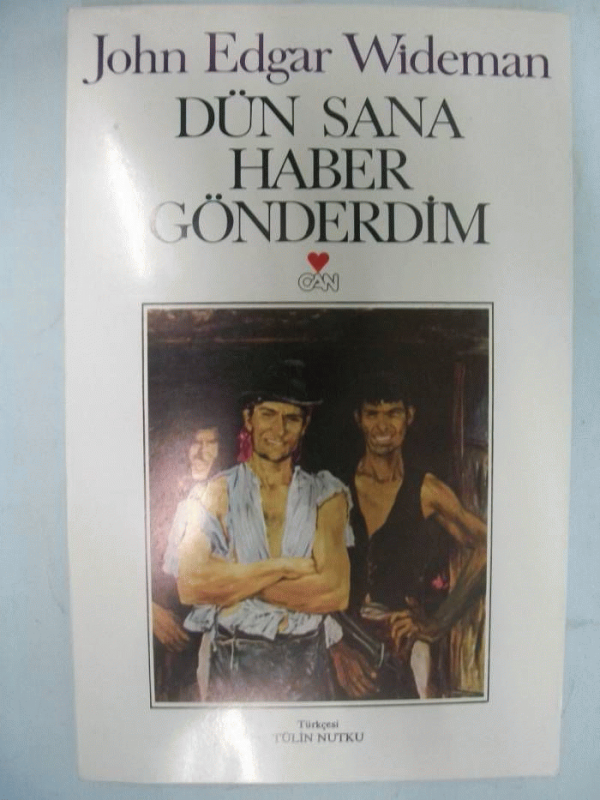 John Edgar Wideman
DÜN SANA
HABER
GÖNDERDİM
CAN
Türkçesi
TÜLİN NUTKU